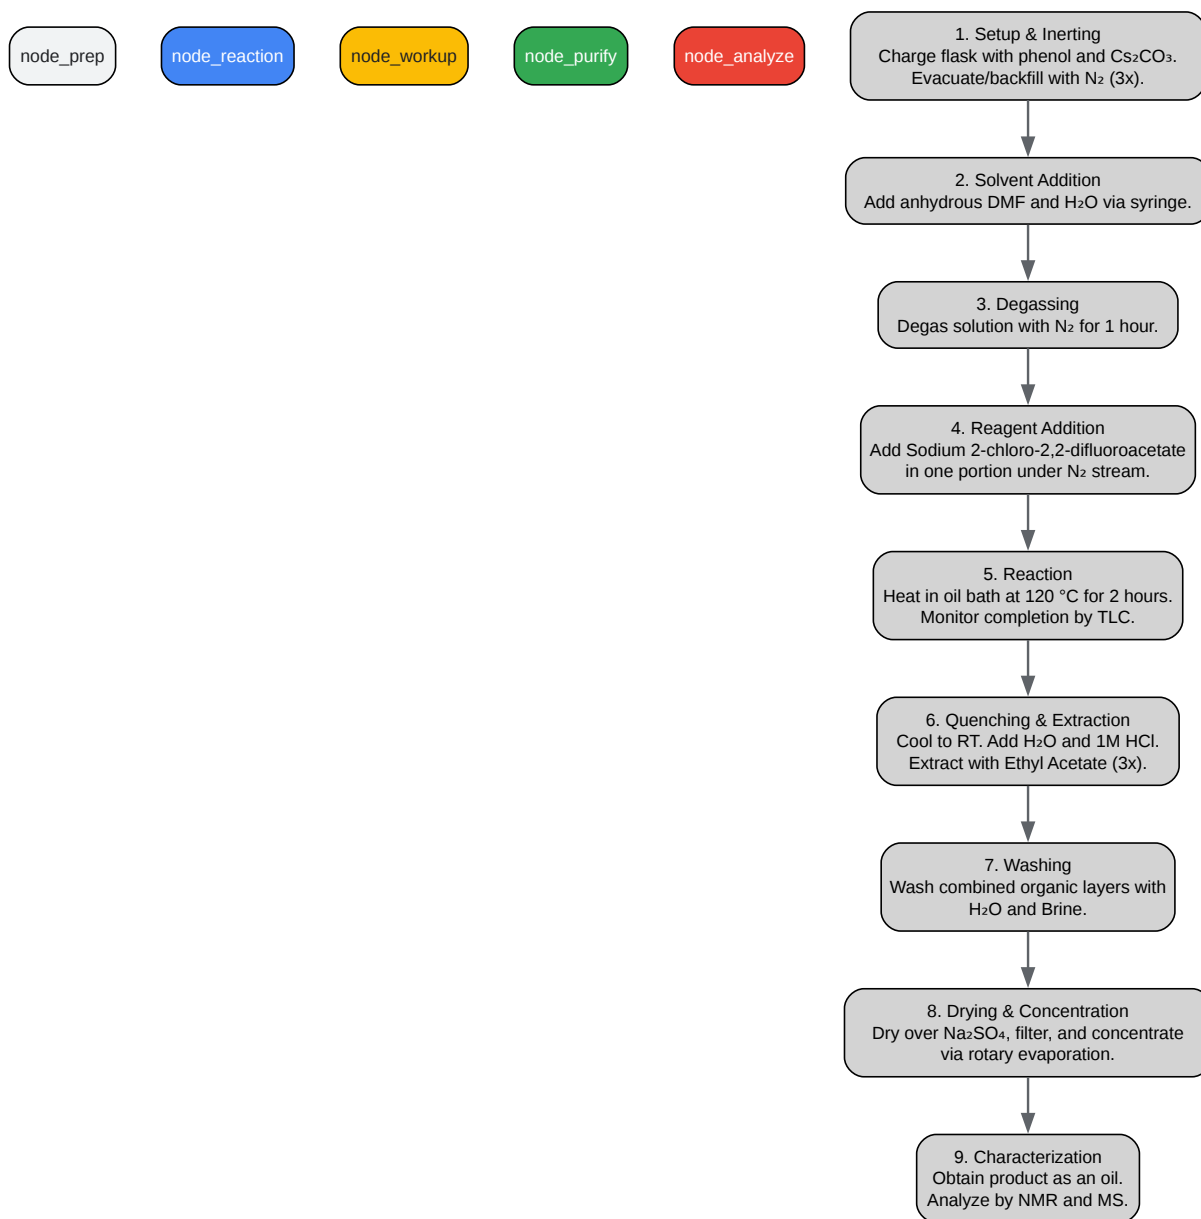 node_prep
node_reaction
node_workup
node_purify
node_analyze
1. Setup & Inerting
Charge flask with phenol and Cs₂CO₃.
Evacuate/backfill with N₂ (3x).
2. Solvent Addition
Add anhydrous DMF and H₂O via syringe.
3. Degassing
Degas solution with N₂ for 1 hour.
4. Reagent Addition
Add Sodium 2-chloro-2,2-difluoroacetate
in one portion under N₂ stream.
5. Reaction
Heat in oil bath at 120 °C for 2 hours.
Monitor completion by TLC.
6. Quenching & Extraction
Cool to RT. Add H₂O and 1M HCl.
Extract with Ethyl Acetate (3x).
7. Washing
Wash combined organic layers with
H₂O and Brine.
8. Drying & Concentration
Dry over Na₂SO₄, filter, and concentrate
via rotary evaporation.
9. Characterization
Obtain product as an oil.
Analyze by NMR and MS.